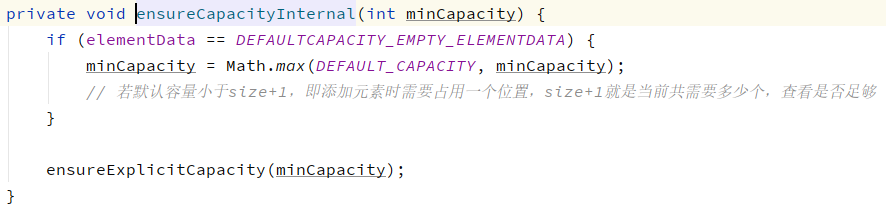 private void ensureCapacityInternal(int minCapacity) {
    if (elementData == DEFAULTCAPACITY_EMPTY_ELEMENTDATA) {
        minCapacity = Math.max(DEFAULT_CAPACITY, minCapacity);
        // 若默认容量小于size+1，即添加元素时需要占用一个位置，size+1就是当前共需要多少个，查看是否足够
    }
    ensureExplicitCapacity(minCapacity);
}